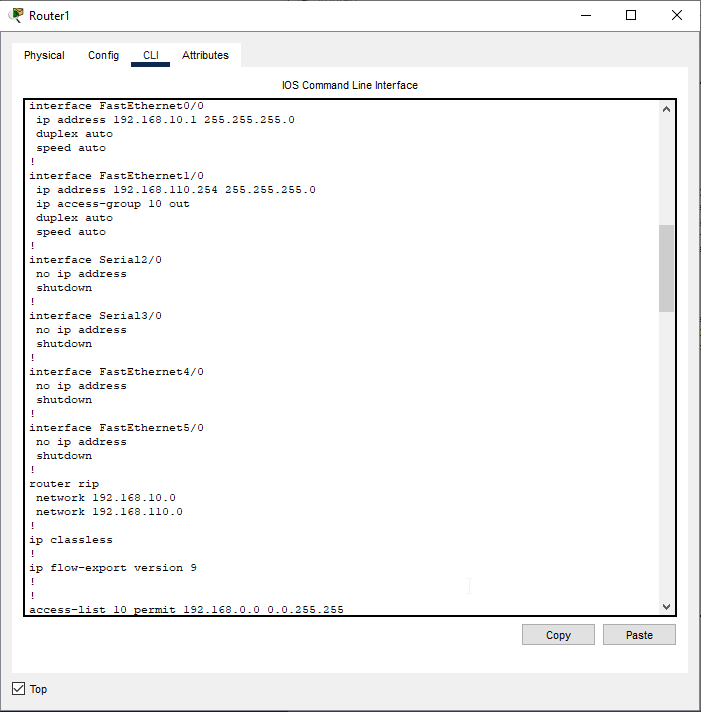 Router1
Physical Config CLI Attributes
IOS Command Line Interface
interface FastEthernet0/0
ip address 192.168.10.1 255.255.255.0
duplex auto
speed auto
!
interface FastEthernet1/0
ip address 192.168.110.254 255.255.255.0
ip access-group 10 out
duplex auto
speed auto
!
interface Serial2/0
no ip address
shutdown
!
interface Serial3/0
no ip address
shutdown
!
interface FastEthernet4/0
no ip address
shutdown
!
interface FastEthernet5/0
no ip address
shutdown
!
router rip
network 192.168.10.0
network 192.168.110.0
!
ip classless
!
ip flow-export version 9
!
!
access-list 10 permit 192.168.0.0 0.0.255.255
Copy Paste
Top